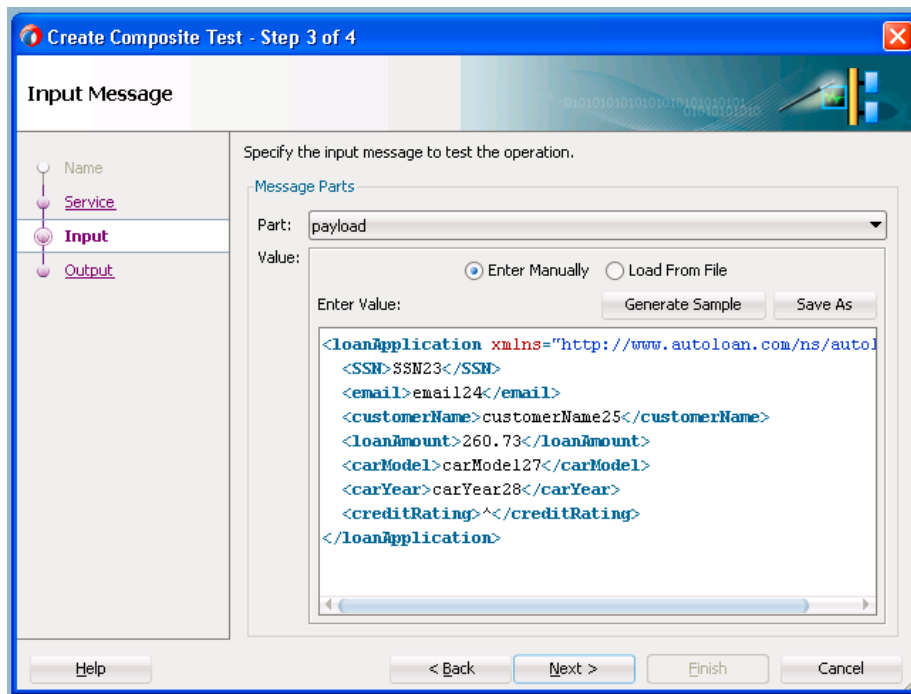 Create Composite Test - Step 3 of 4
Input Message
Name
Service
Input
Output
Specify the input message to test the operation.
Message Parts
Part: payload
Value:
Enter Manually Load From File
Enter Value: Generate Sample Save As
<loanApplication xmlns="http://www.autoloan.com/ns/autol
<SSN>SSN23</SSN>
<email>email24</email>
<customerName>customerName25</customerName>
<loanAmount>260.73</loanAmount>
<carModel>carModel27</carModel>
<carYear>carYear28</carYear>
<creditRating>^</creditRating>
</loanApplication>
Help < Back Next > Finish Cancel